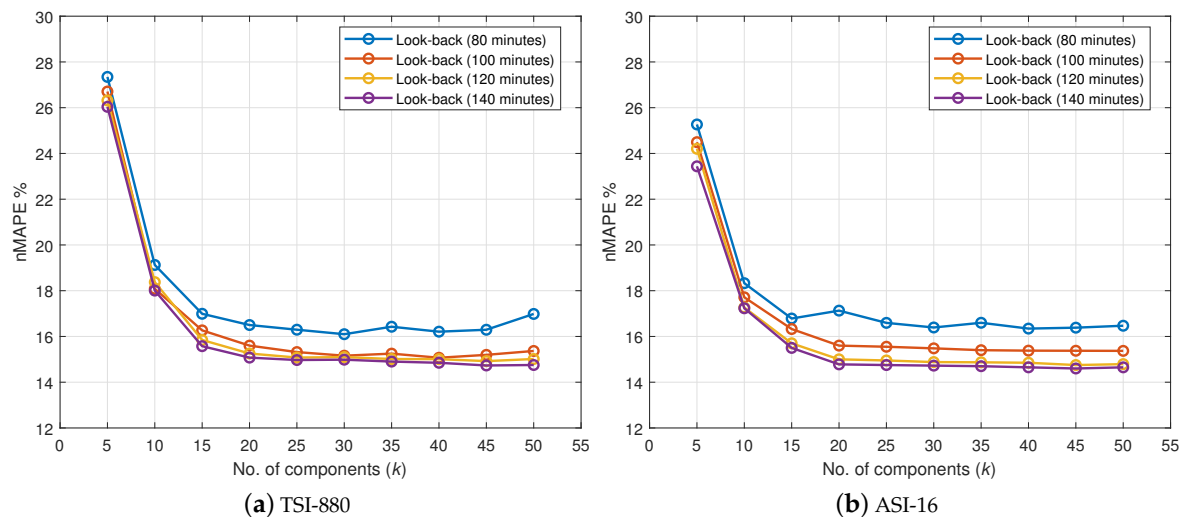 30
28
26
24
22
20
18
16
14
12
nMAPE %
Look-back (80 minutes)
Look-back (100 minutes)
Look-back (120 minutes)
Look-back (140 minutes)
0 5 10 15 20 25 30 35 40 45 50 55
No. of components (k)
(a) TSI-880
30
28
26
24
22
20
18
16
14
12
nMAPE %
Look-back (80 minutes)
Look-back (100 minutes)
Look-back (120 minutes)
Look-back (140 minutes)
0 5 10 15 20 25 30 35 40 45 50 55
No. of components (k)
(b) ASI-16